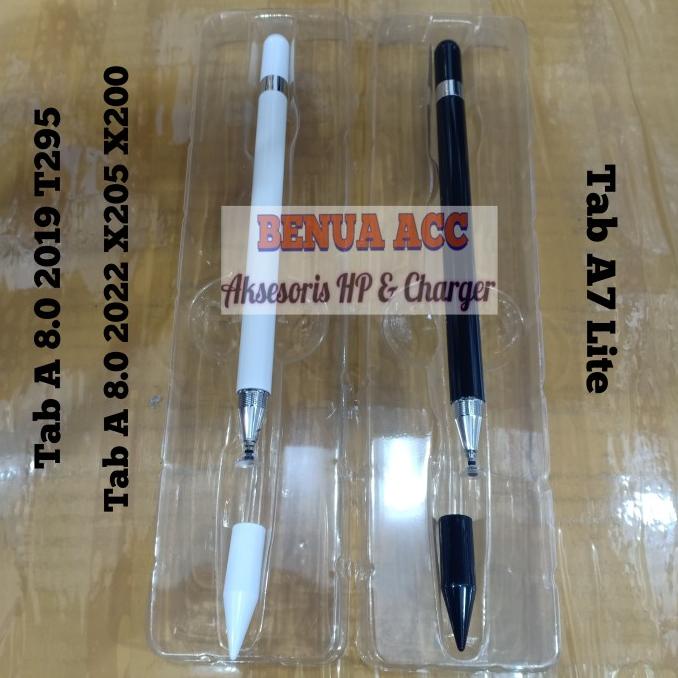 Tab A 8.0 2019 T295
Tab A 8.0 2022 X205 X200
BENUA ACC
Aksesoris HP & Charger
Tab A7 Lite